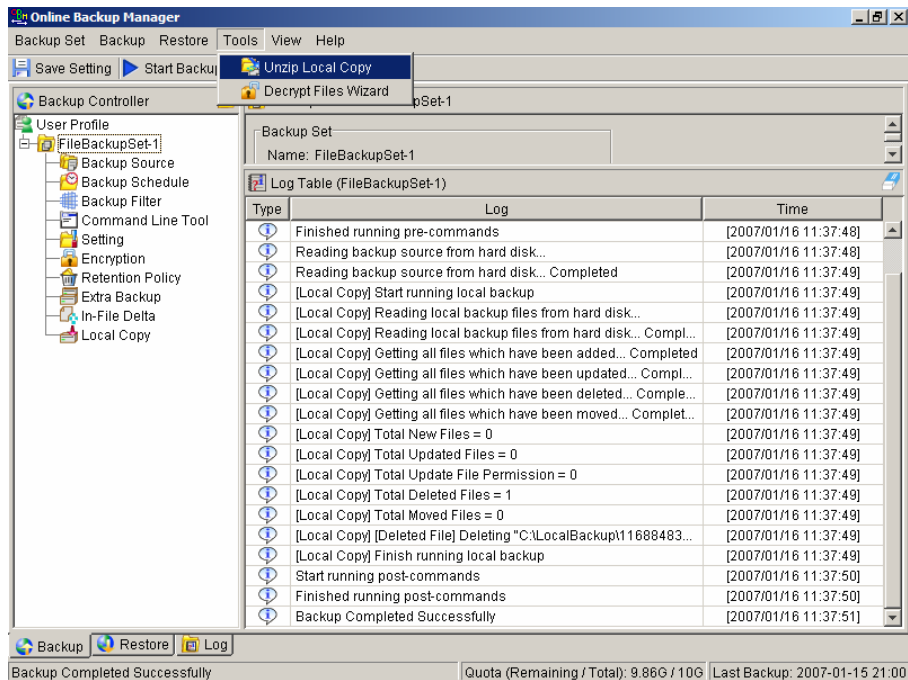 Online Backup Manager
Backup Set Backup Restore Tools View Help
Save Setting Start Backup
Unzip Local Copy
Decrypt Files Wizard
Backup Controller
User Profile
FileBackupSet-1
Backup Source
Backup Schedule
Backup Filter
Command Line Tool
Setting
Encryption
Retention Policy
Extra Backup
In-File Delta
Local Copy
pSet-1
Backup Set
Name: FileBackupSet-1
Log Table (FileBackupSet-1)
Type Log Time
Finished running pre-commands [2007/01/16 11:37:48]
Reading backup source from hard disk... [2007/01/16 11:37:48]
Reading backup source from hard disk... Completed [2007/01/16 11:37:49]
[Local Copy] Start running local backup [2007/01/16 11:37:49]
[Local Copy] Reading local backup files from hard disk... [2007/01/16 11:37:49]
[Local Copy] Reading local backup files from hard disk... Compl... [2007/01/16 11:37:49]
[Local Copy] Getting all files which have been added... Completed [2007/01/16 11:37:49]
[Local Copy] Getting all files which have been updated... Compl... [2007/01/16 11:37:49]
[Local Copy] Getting all files which have been deleted... Comple... [2007/01/16 11:37:49]
[Local Copy] Getting all files which have been moved... Complet... [2007/01/16 11:37:49]
[Local Copy] Total New Files = 0 [2007/01/16 11:37:49]
[Local Copy] Total Updated Files = 0 [2007/01/16 11:37:49]
[Local Copy] Total Update File Permission = 0 [2007/01/16 11:37:49]
[Local Copy] Total Deleted Files = 1 [2007/01/16 11:37:49]
[Local Copy] Total Moved Files = 0 [2007/01/16 11:37:49]
[Local Copy] [Deleted File] Deleting "C:\LocalBackup\11688483... [2007/01/16 11:37:49]
[Local Copy] Finish running local backup [2007/01/16 11:37:49]
Start running post-commands [2007/01/16 11:37:50]
Finished running post-commands [2007/01/16 11:37:50]
Backup Completed Successfully [2007/01/16 11:37:51]
Backup Restore Log
Backup Completed Successfully Quota (Remaining / Total): 9.86G / 10G Last Backup: 2007-01-15 21:00